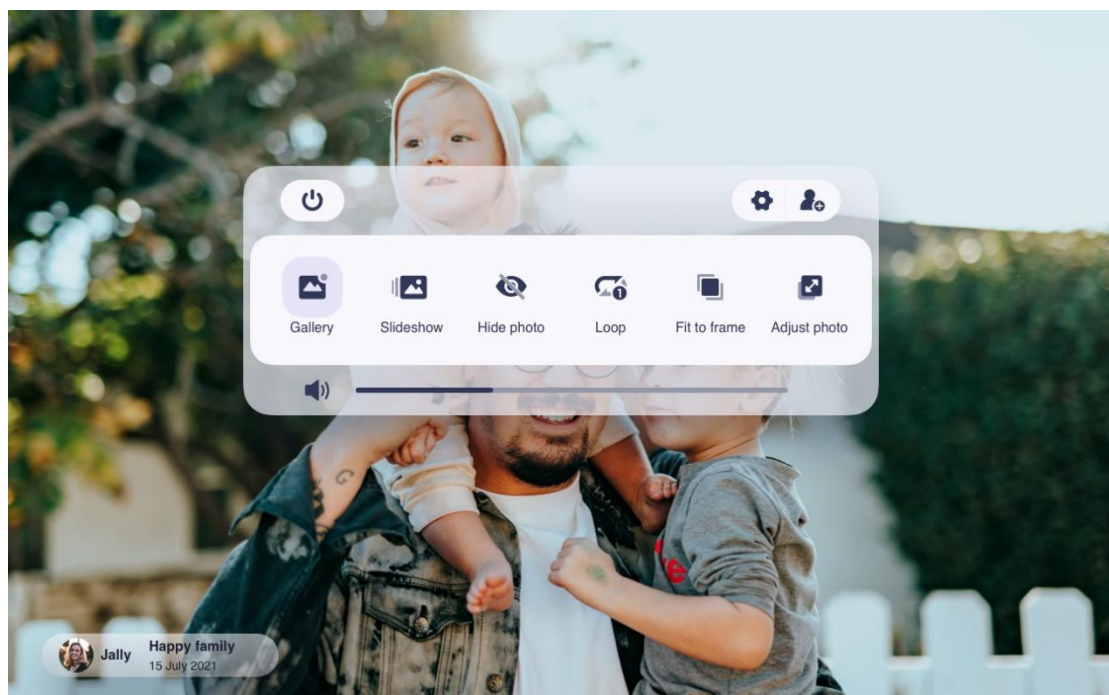 Gallery
Slideshow
Hide photo
Loop
Fit to frame
Adjust photo
Jally
Happy family
15 July 2021